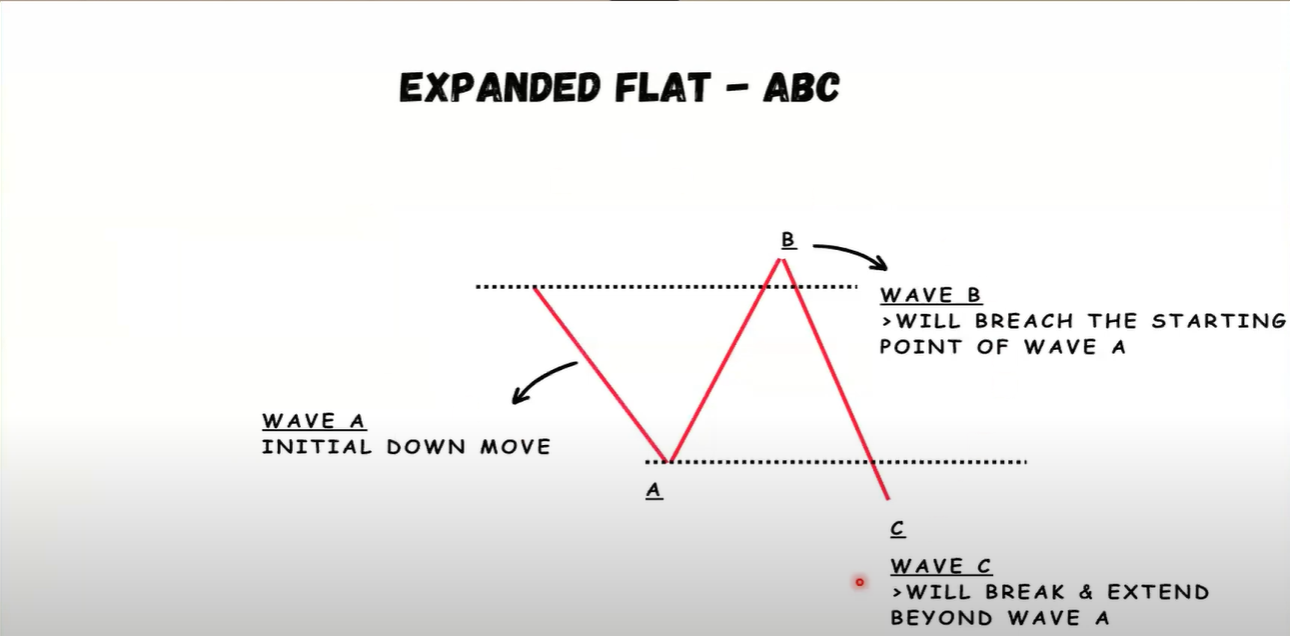 EXPANDED FLAT - ABC
B
WAVE B
>WILL BREACH THE STARTING
POINT OF WAVE A
WAVE A
INITIAL DOWN MOVE
A
C
WAVE C
>WILL BREAK & EXTEND
BEYOND WAVE A